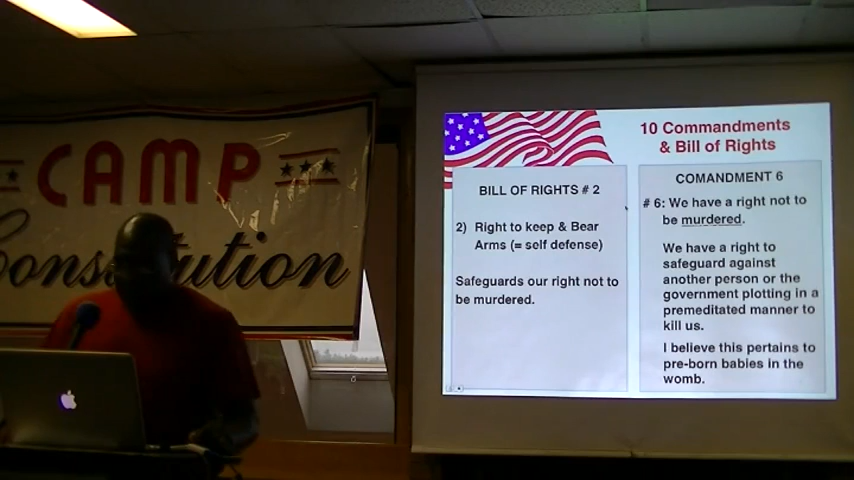 CAMP
Constitution
10 Commandments
& Bill of Rights
BILL OF RIGHTS # 2
2) Right to keep & Bear
Arms (= self defense)
Safeguards our right not to
be murdered.
COMANDMENT 6
# 6: We have a right not to
be murdered.
We have a right to
safeguard against
another person or the
government plotting in a
premeditated manner to
kill us.
I believe this pertains to
pre-born babies in the
womb.